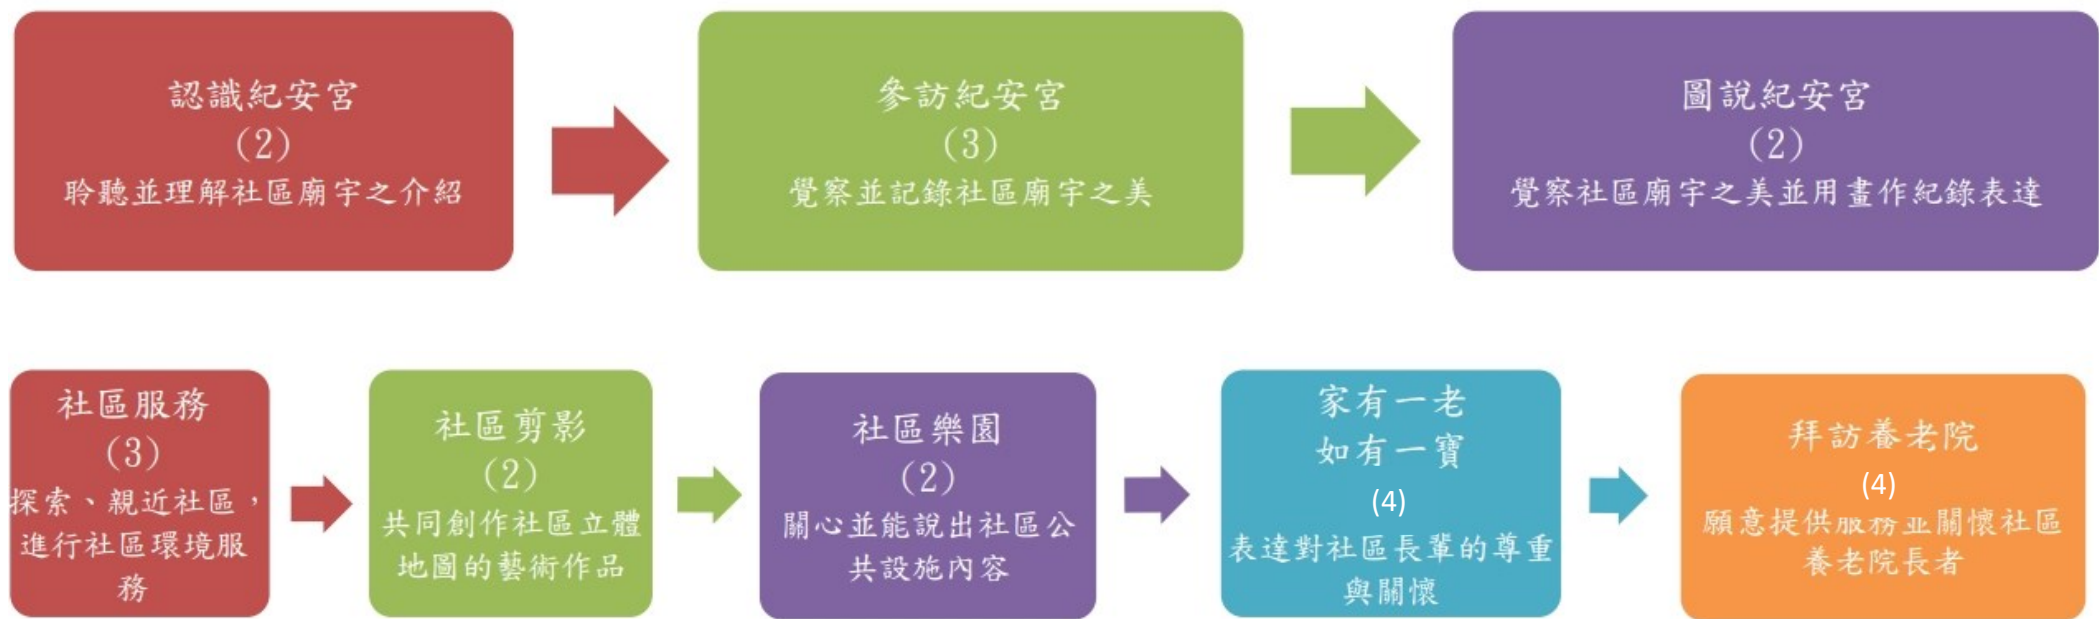 認識紀安宮
(2)
聆聽並理解社區廟宇之介紹
參訪紀安宮
(3)
覺察並記錄社區廟宇之美
圖說紀安宮
(2)
覺察社區廟宇之美並用畫作紀錄表達
社區服務
(3)
探索、親近社區，
進行社區環境服
務
社區剪影
(2)
共同創作社區立體
地圖的藝術作品
社區樂園
(2)
關心並能說出社區公
共設施內容
家有一老
如有一寶
(4)
表達對社區長輩的尊重
與關懷
拜訪養老院
(4)
願意提供服務並關懷社區
養老院長者